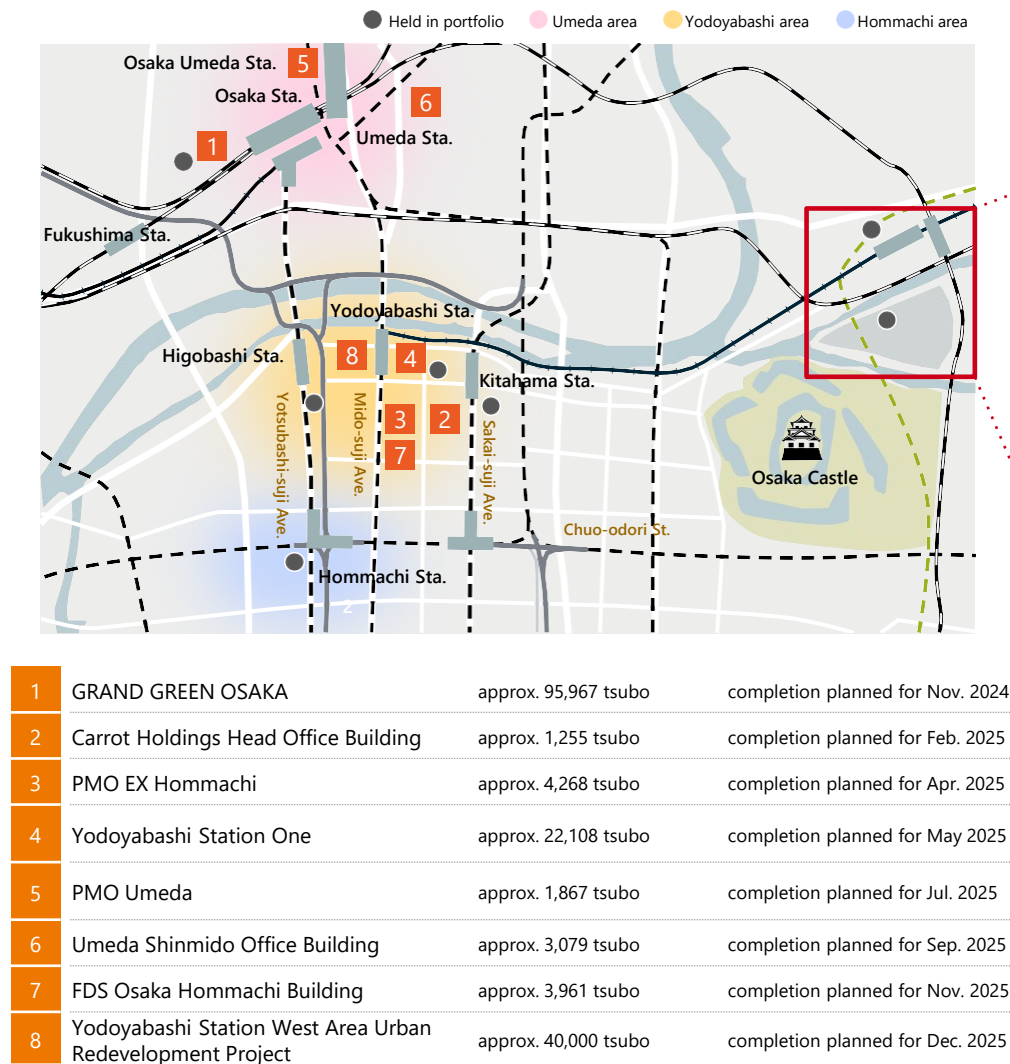 Held in portfolio Umeda area Yodoyabashi area Hommachi area
Osaka Umeda Sta.
5
Osaka Sta.
6
1
Umeda Sta.
Fukushima Sta.
Yodoyabashi Sta.
Higobashi Sta.
8
4
Kitahama Sta.
Yotsubashi-suji Ave.
Mido-suji Ave.
3
2
Sakai-suji Ave.
7
Osaka Castle
Chuo-odori St.
Hommachi Sta.
2
1 GRAND GREEN OSAKA approx. 95,967 tsubo completion planned for Nov. 2024
2 Carrot Holdings Head Office Building approx. 1,255 tsubo completion planned for Feb. 2025
3 PMO EX Hommachi approx. 4,268 tsubo completion planned for Apr. 2025
4 Yodoyabashi Station One approx. 22,108 tsubo completion planned for May 2025
5 PMO Umeda approx. 1,867 tsubo completion planned for Jul. 2025
6 Umeda Shinmido Office Building approx. 3,079 tsubo completion planned for Sep. 2025
7 FDS Osaka Hommachi Building approx. 3,961 tsubo completion planned for Nov. 2025
8 Yodoyabashi Station West Area Urban
Redevelopment Project approx. 40,000 tsubo completion planned for Dec. 2025